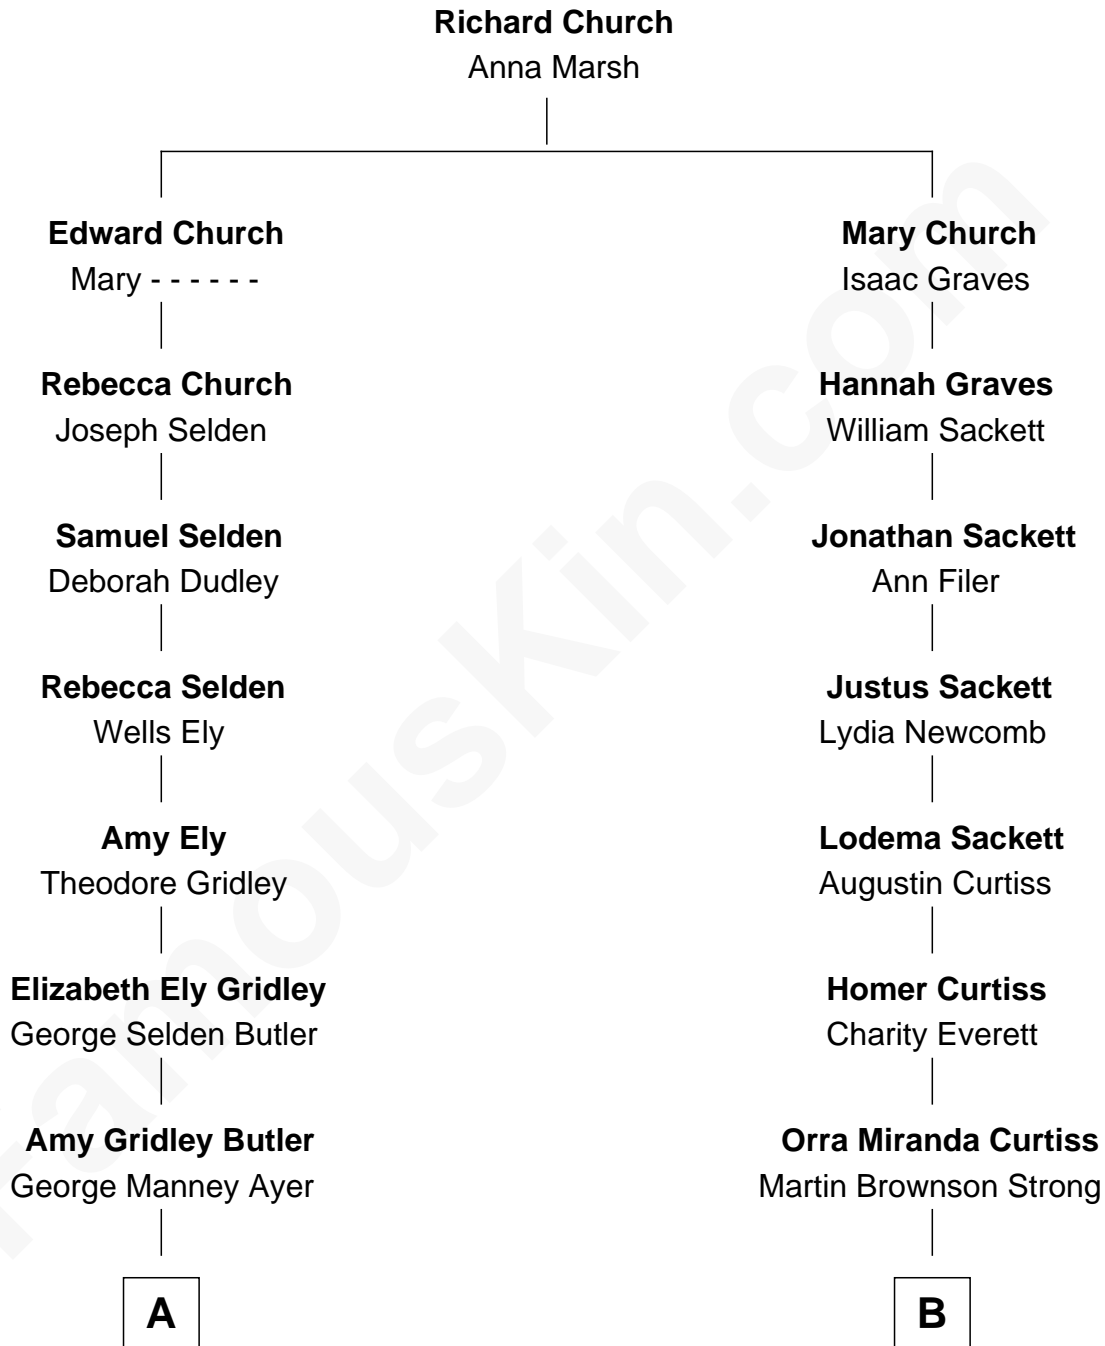 Richard Church
Anna Marsh
Edward Church
Mary - - - - - -
Rebecca Church
Joseph Selden
Samuel Selden
Deborah Dudley
Rebecca Selden
Wells Ely
Amy Ely
Theodore Gridley
Elizabeth Ely Gridley
George Selden Butler
Amy Gridley Butler
George Manney Ayer
A
Mary Church
Isaac Graves
Hannah Graves
William Sackett
Jonathan Sackett
Ann Filer
Justus Sackett
Lydia Newcomb
Lodema Sackett
Augustin Curtiss
Homer Curtiss
Charity Everett
Orra Miranda Curtiss
Martin Brownson Strong
B
FamousKin.com